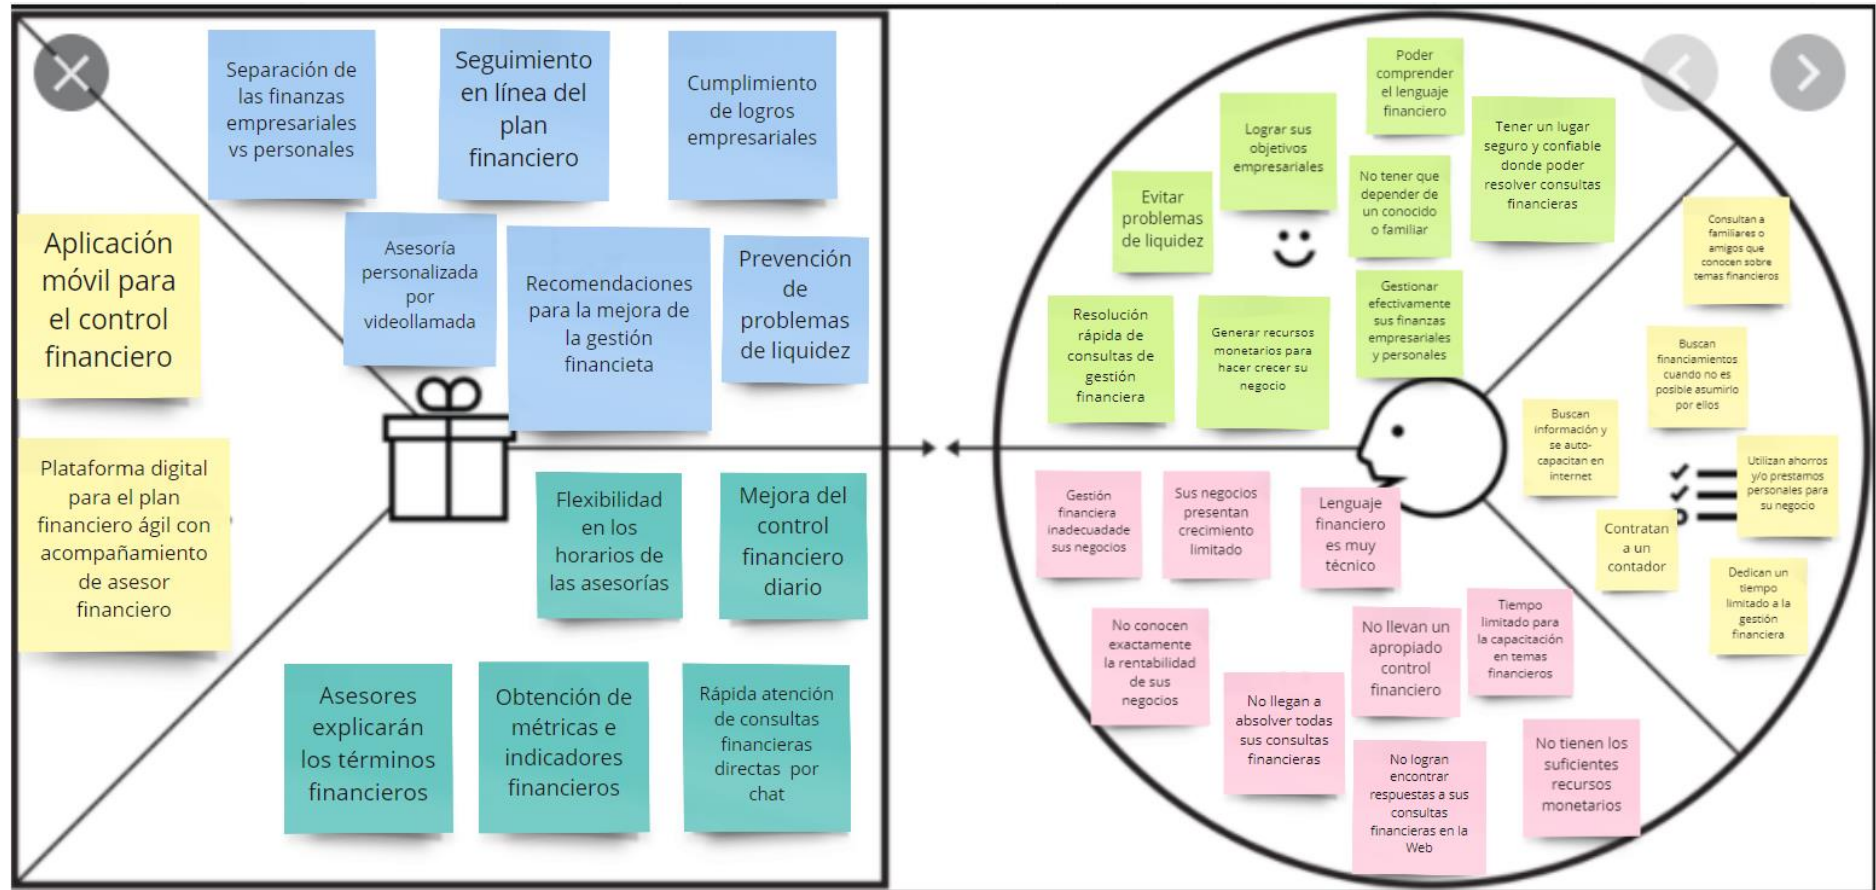 Separación de
las finanzas
empresariales
vs personales
Seguimiento
en línea del
plan
financiero
Cumplimiento
de logros
empresariales
Aplicación
móvil para
el control
financiero
Asesoría
personalizada
por
videollamada
Recomendaciones
para la mejora de
la gestión
financieta
Prevención
de
problemas
de liquidez
Plataforma digital
para el plan
financiero ágil con
acompañamiento
de asesor
financiero
Flexibilidad
en los
horarios de
las asesorías
Mejora del
control
financiero
diario
Asesores
explicarán
los términos
financieros
Obtención de
métricas e
indicadores
financieros
Rápida atención
de consultas
financieras
directas por
chat
Poder
comprender
el lenguaje
financiero
Lograr sus
objetivos
empresariales
Tener un lugar
seguro y confiable
donde poder
resolver consultas
financieras
Evitar
problemas
de liquidez
No tener que
depender de
un conocido
o familiar
Resolución
rápida de
consultas de
gestión
financiera
Generar recursos
monetarios para
hacer crecer su
negocio
Gestionar
efectivamente
sus finanzas
empresariales
y personales
Consultan a
familiares o
amigos que
conocen sobre
temas financieros
Buscan
financiamientos
cuando no es
posible asumirlo
por ellos
Buscan
información y
se auto-
capacitan en
internet
Utilizan ahorros
y/o prestamos
personales para
su negocio
Contratan
a un
contador
Dedican un
tiempo
limitado a la
gestión
financiera
Gestión
financiera
inadecuadade
sus negocios
Sus negocios
presentan
crecimiento
limitado
Lenguaje
financiero
es muy
técnico
No conocen
exactamente
la rentabilidad
de sus
negocios
No llevan un
apropiado
control
financiero
Tiempo
limitado para
la capacitación
en temas
financieros
No llegan a
absolver todas
sus consultas
financieras
No logran
encontrar
respuestas a sus
consultas
financieras en la
Web
No tienen los
suficientes
recursos
monetarios